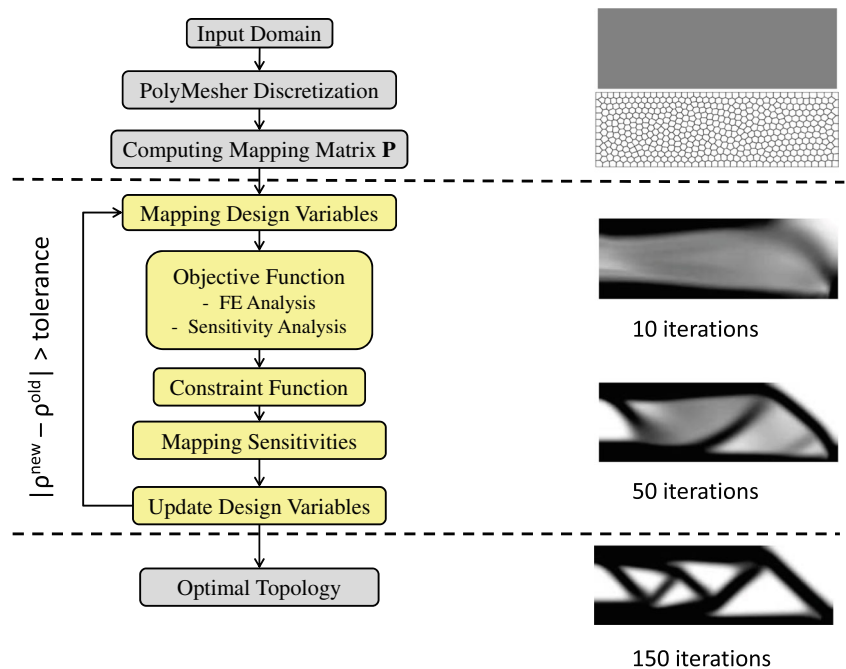 Input Domain
PolyMesher Discretization
Computing Mapping Matrix P
Mapping Design Variables
Objective Function
- FE Analysis
- Sensitivity Analysis
Constraint Function
Mapping Sensitivities
Update Design Variables
Optimal Topology
|ρnew − ρold| > tolerance
10 iterations
50 iterations
150 iterations